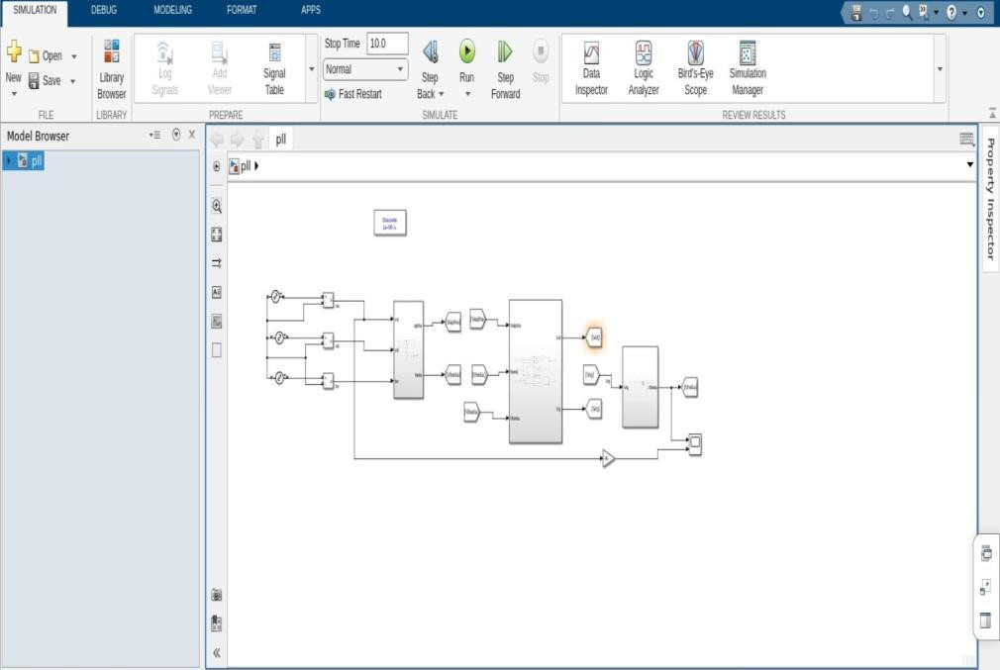 SIMULATION DEBUG MODELING FORMAT APPS
New
Open
Save
FILE
Library
Browser
LIBRARY
Log
Signals
Add
Viewer
Signal
Table
PREPARE
Stop Time 10.0
Normal
Fast Restart
Step
Back
Run
Step
Forward
Stop
SIMULATE
Data
Inspector
Logic
Analyzer
Bird's-Eye
Scope
Simulation
Manager
REVIEW RESULTS
Model Browser
pll
pll
pll
Property Inspector
Discrete